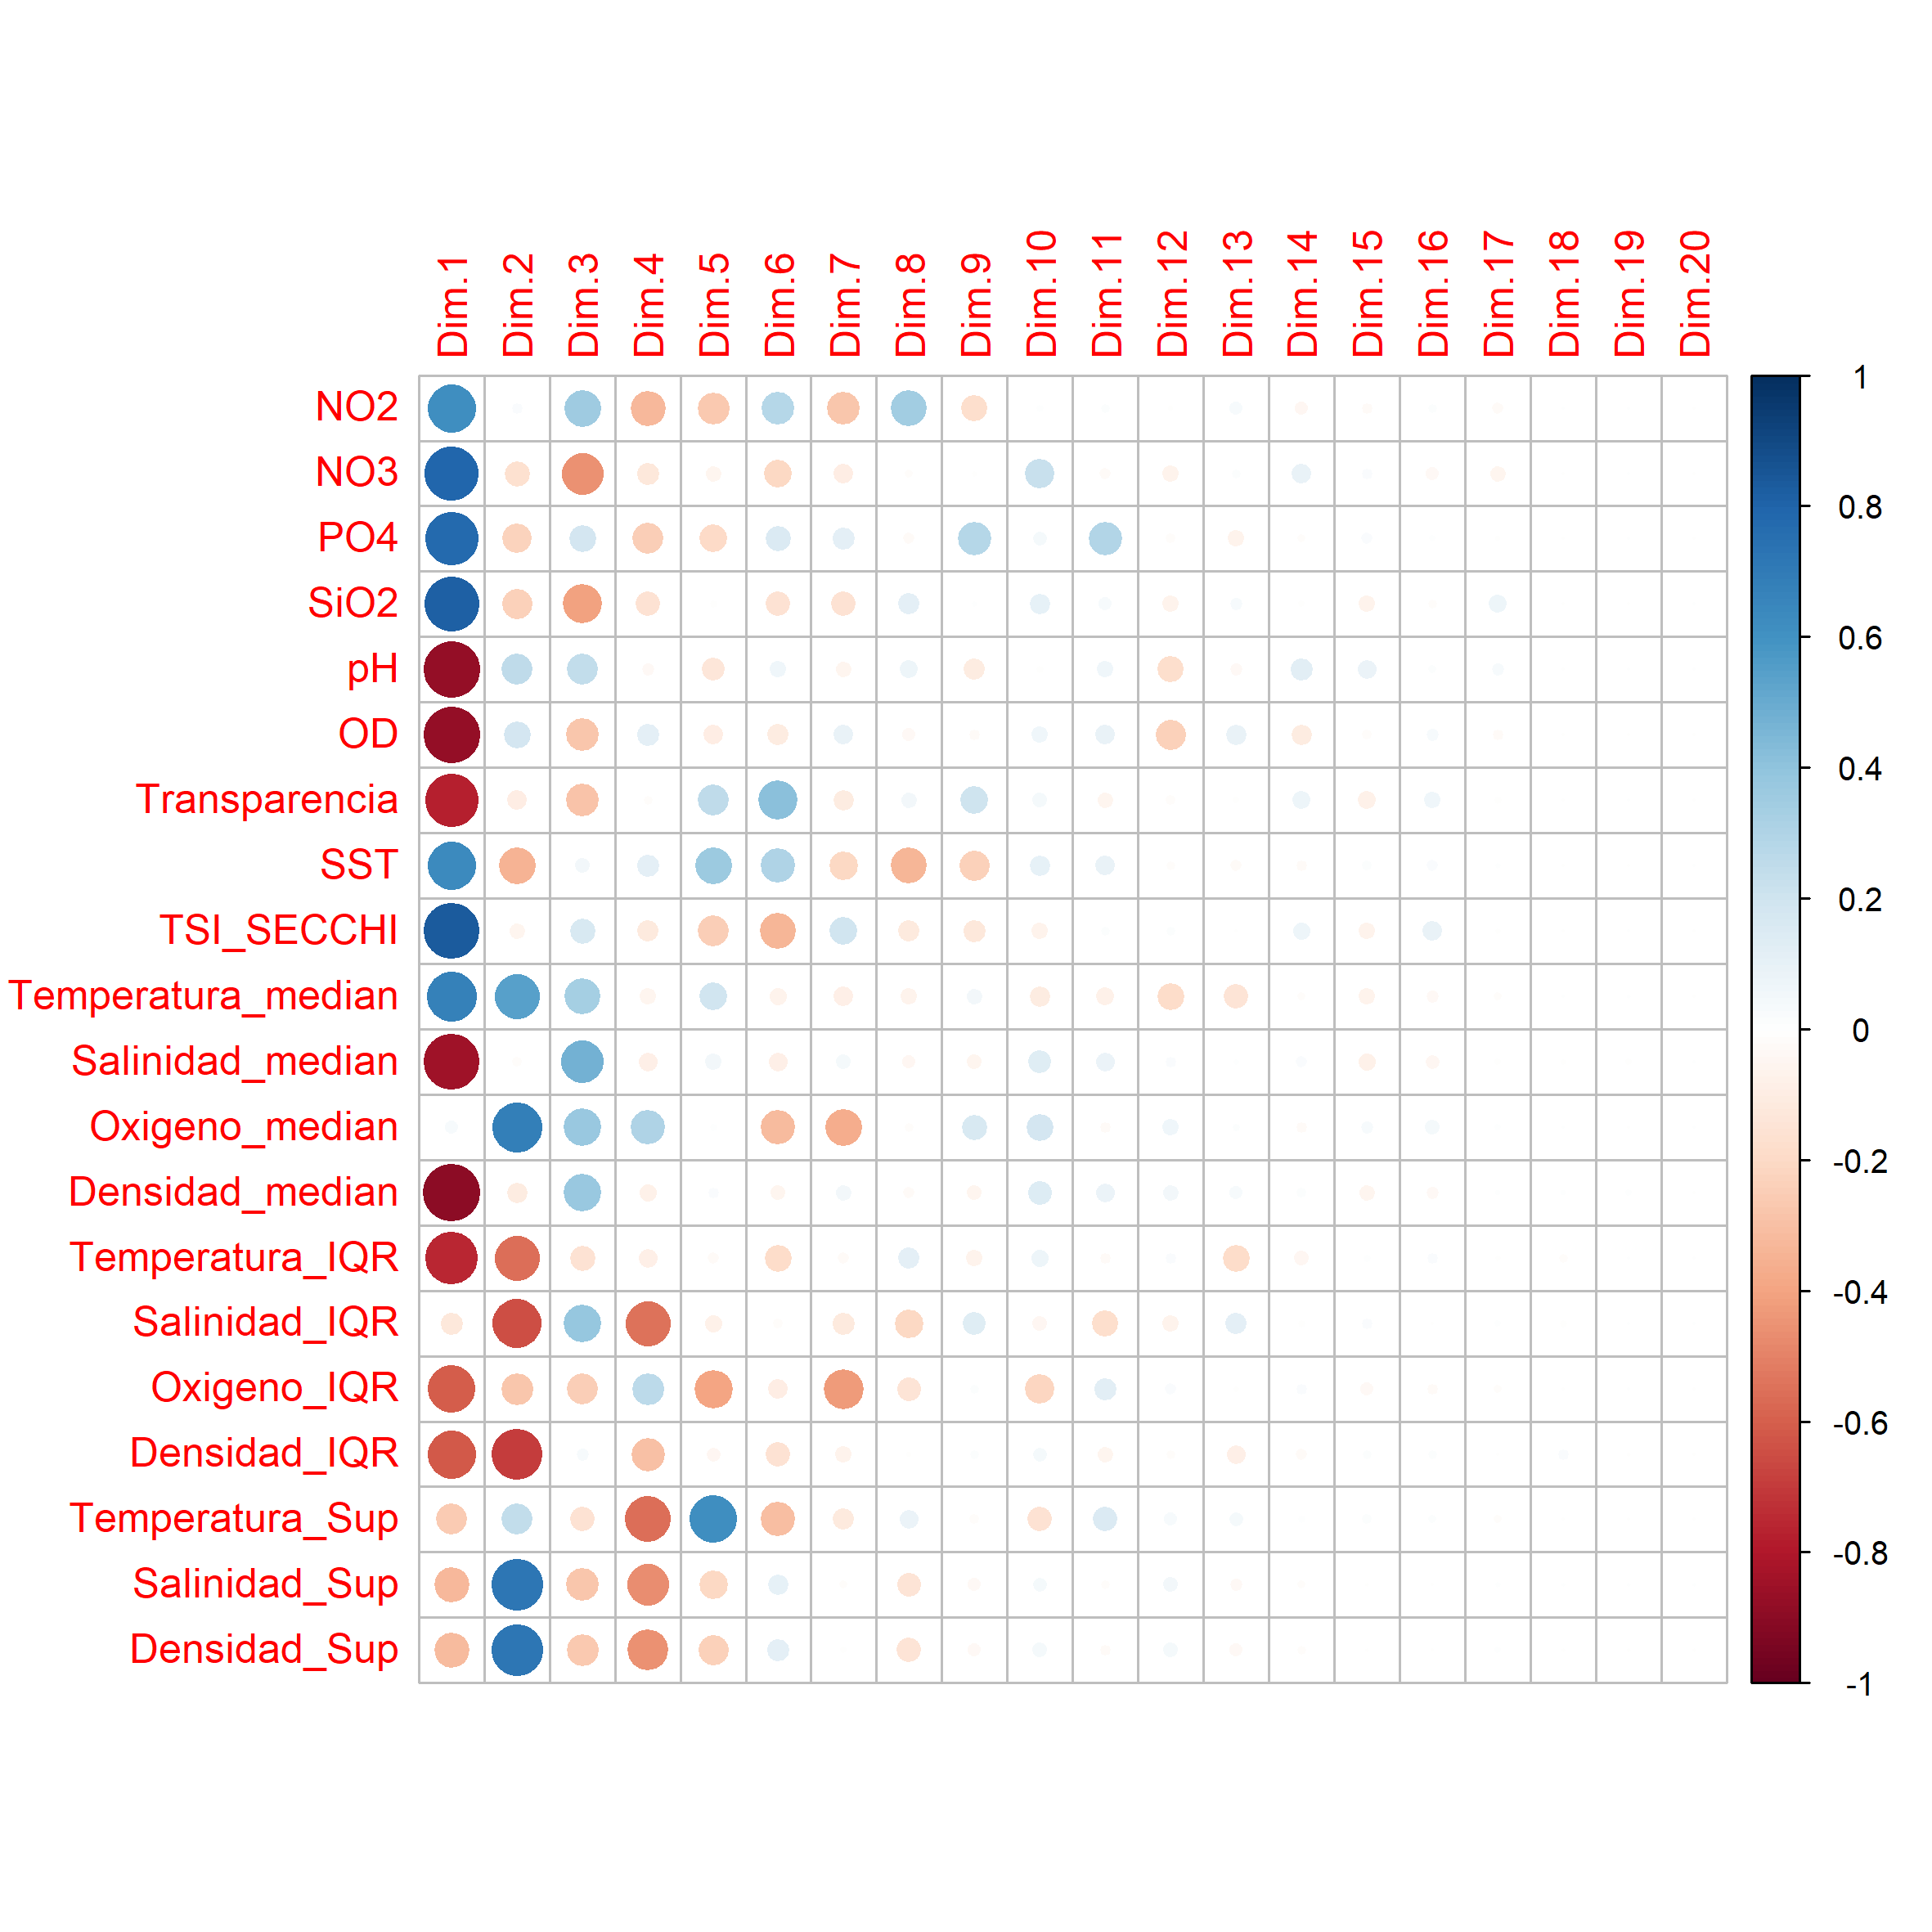 Dim.1
Dim.2
Dim.3
Dim.4
Dim.5
Dim.6
Dim.7
Dim.8
Dim.9
Dim.10
Dim.11
Dim.12
Dim.13
Dim.14
Dim.15
Dim.16
Dim.17
Dim.18
Dim.19
Dim.20
NO2
NO3
PO4
SiO2
pH
OD
Transparencia
SST
TSI_SECCHI
Temperatura_median
Salinidad_median
Oxigeno_median
Densidad_median
Temperatura_IQR
Salinidad_IQR
Oxigeno_IQR
Densidad_IQR
Temperatura_Sup
Salinidad_Sup
Densidad_Sup
1
0.8
0.6
0.4
0.2
0
-0.2
-0.4
-0.6
-0.8
-1